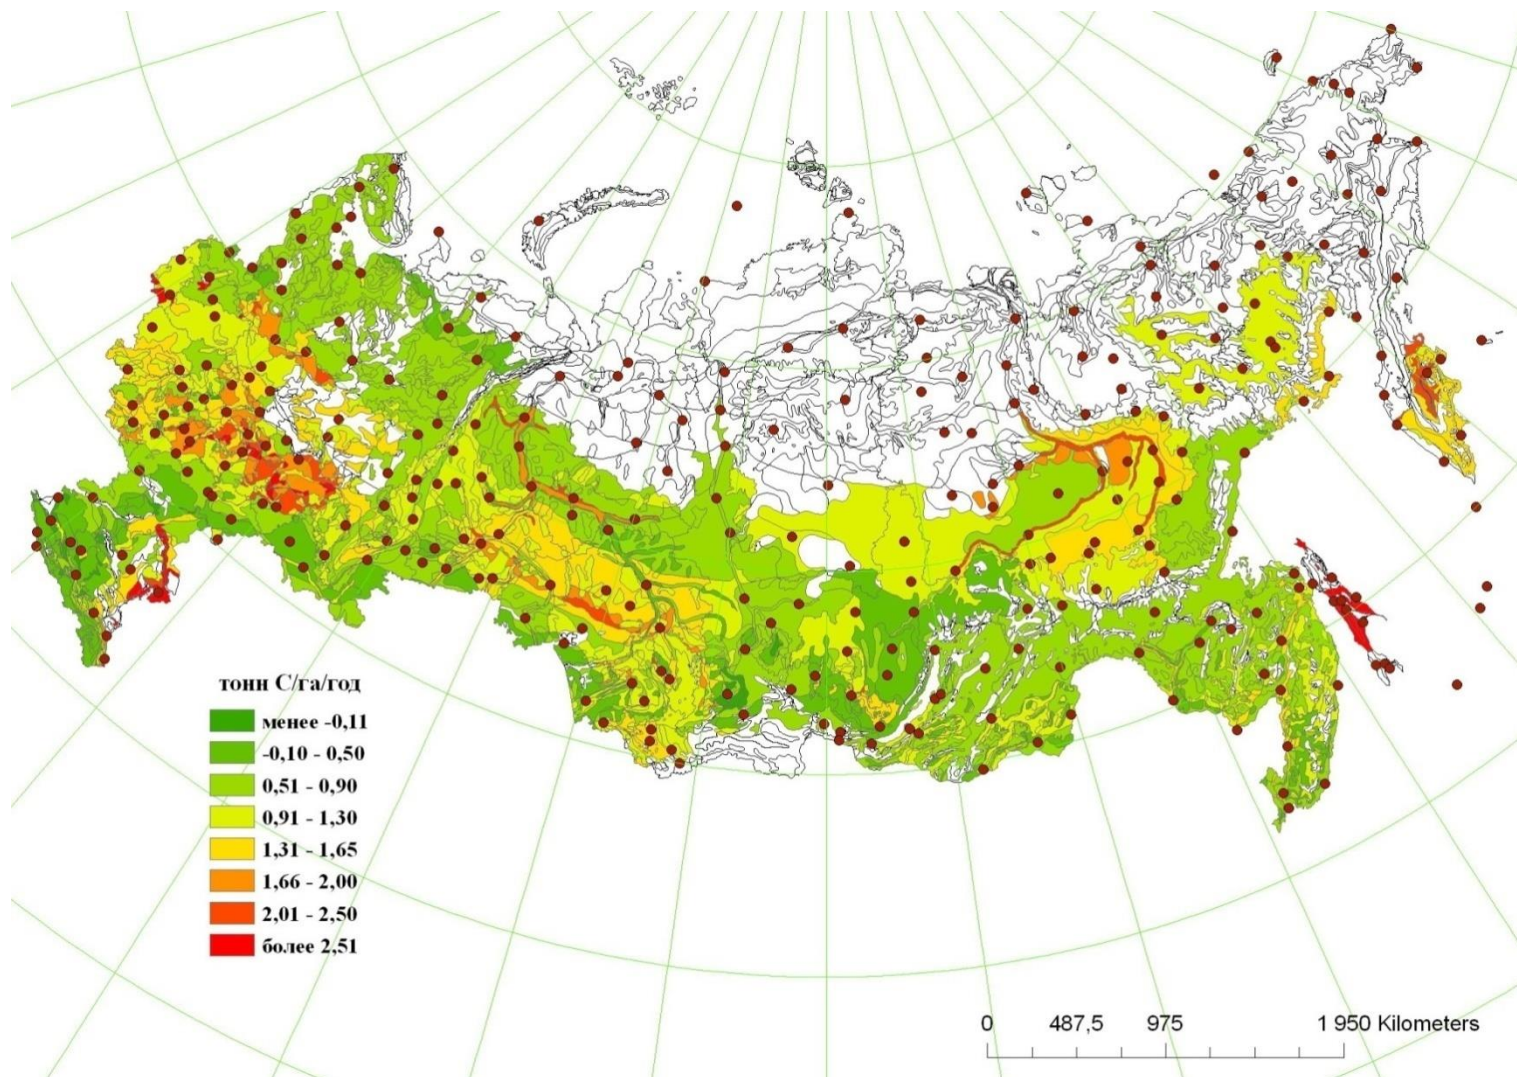 тонн С/га/год
менее -0,11
-0,10 - 0,50
0,51 - 0,90
0,91 - 1,30
1,31 - 1,65
1,66 - 2,00
2,01 - 2,50
более 2,51
0 487,5 975 1 950 Kilometers